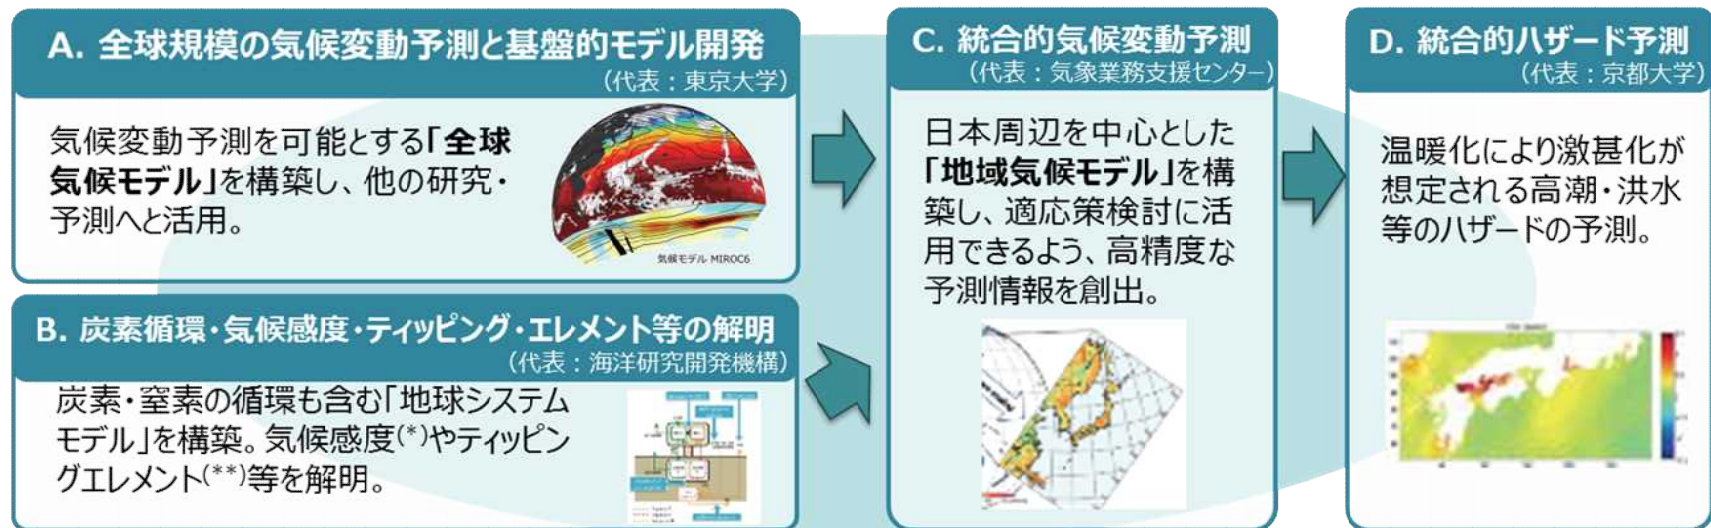 A. 全球規模の気候変動予測と基盤的モデル開発
(代表：東京大学)
気候変動予測を可能とする「全球
気候モデル」を構築し、他の研究・
予測へと活用。
気候モデル MIROC6
B. 炭素循環・気候感度・ティッピング・エレメント等の解明
(代表：海洋研究開発機構)
炭素・窒素の循環も含む「地球システム
モデル」を構築。気候感度(*)やティッピン
グエレメント(**)等を解明。
C. 統合的気候変動予測
(代表：気象業務支援センター)
日本周辺を中心とした
「地域気候モデル」を構
築し、適応策検討に活
用できるよう、高精度な
予測情報を創出。
D. 統合的ハザード予測
(代表：京都大学)
温暖化により激甚化が
想定される高潮・洪水
等のハザードの予測。